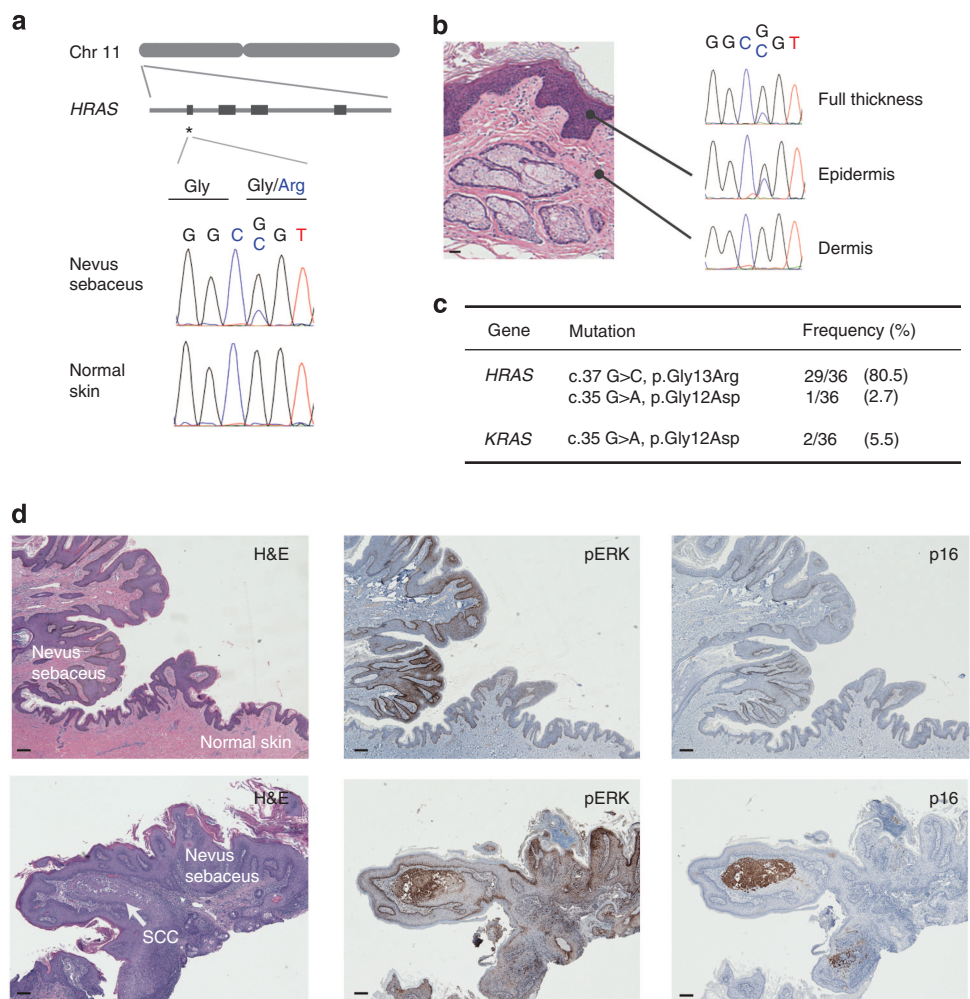 a
Chr 11
HRAS
*
Gly Gly/Arg
G G C G G T
C
Nevus
sebaceus
Normal
skin
b
G G C G G T
C
Full thickness
Epidermis
Dermis
c
Gene Mutation Frequency (%)
HRAS c.37 G>C, p.Gly13Arg 29/36 (80.5)
c.35 G>A, p.Gly12Asp 1/36 (2.7)
KRAS c.35 G>A, p.Gly12Asp 2/36 (5.5)
d
H&E
Nevus
sebaceus
Normal skin
pERK
p16
H&E
Nevus
sebaceus
SCC
pERK
p16